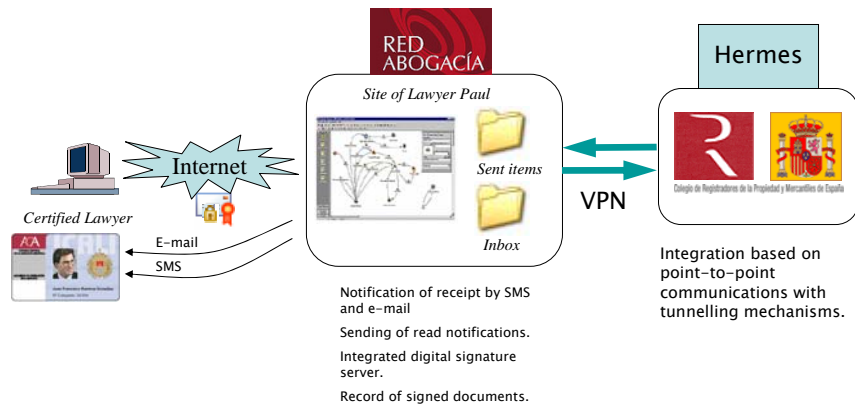 RED
ABOGACÍA
Hermes
Site of Lawyer Paul
Internet
Sent items
Colegio de Registradores de la Propiedad y Mercantiles de España
VPN
Certified Lawyer
Inbox
E-mail
SMS
ACA
Integration based on
point-to-point
communications with
tunnelling mechanisms.
Notification of receipt by SMS
and e-mail
Sending of read notifications.
Integrated digital signature
server.
Record of signed documents.